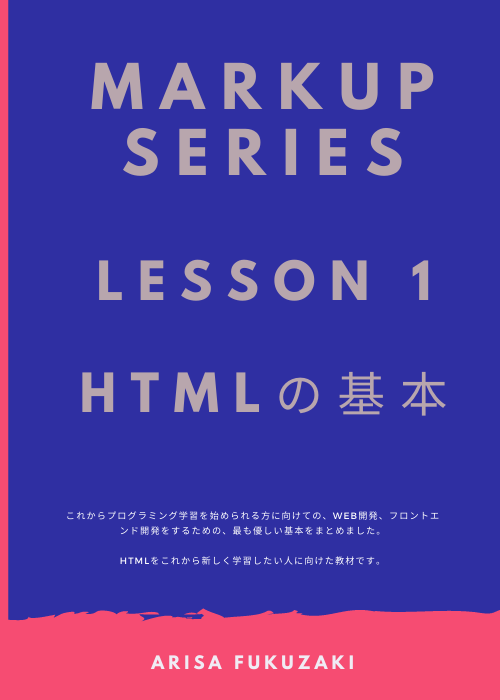 MARKUP
SERIES
LESSON 1
HTMLの基本
これからプログラミング学習を始められる方に向けての、WEB開発、フロントエ
ンド開発をするための、最も優しい基本をまとめました。
HTMLをこれから新しく学習したい人に向けた教材です。
ARISA FUKUZAKI